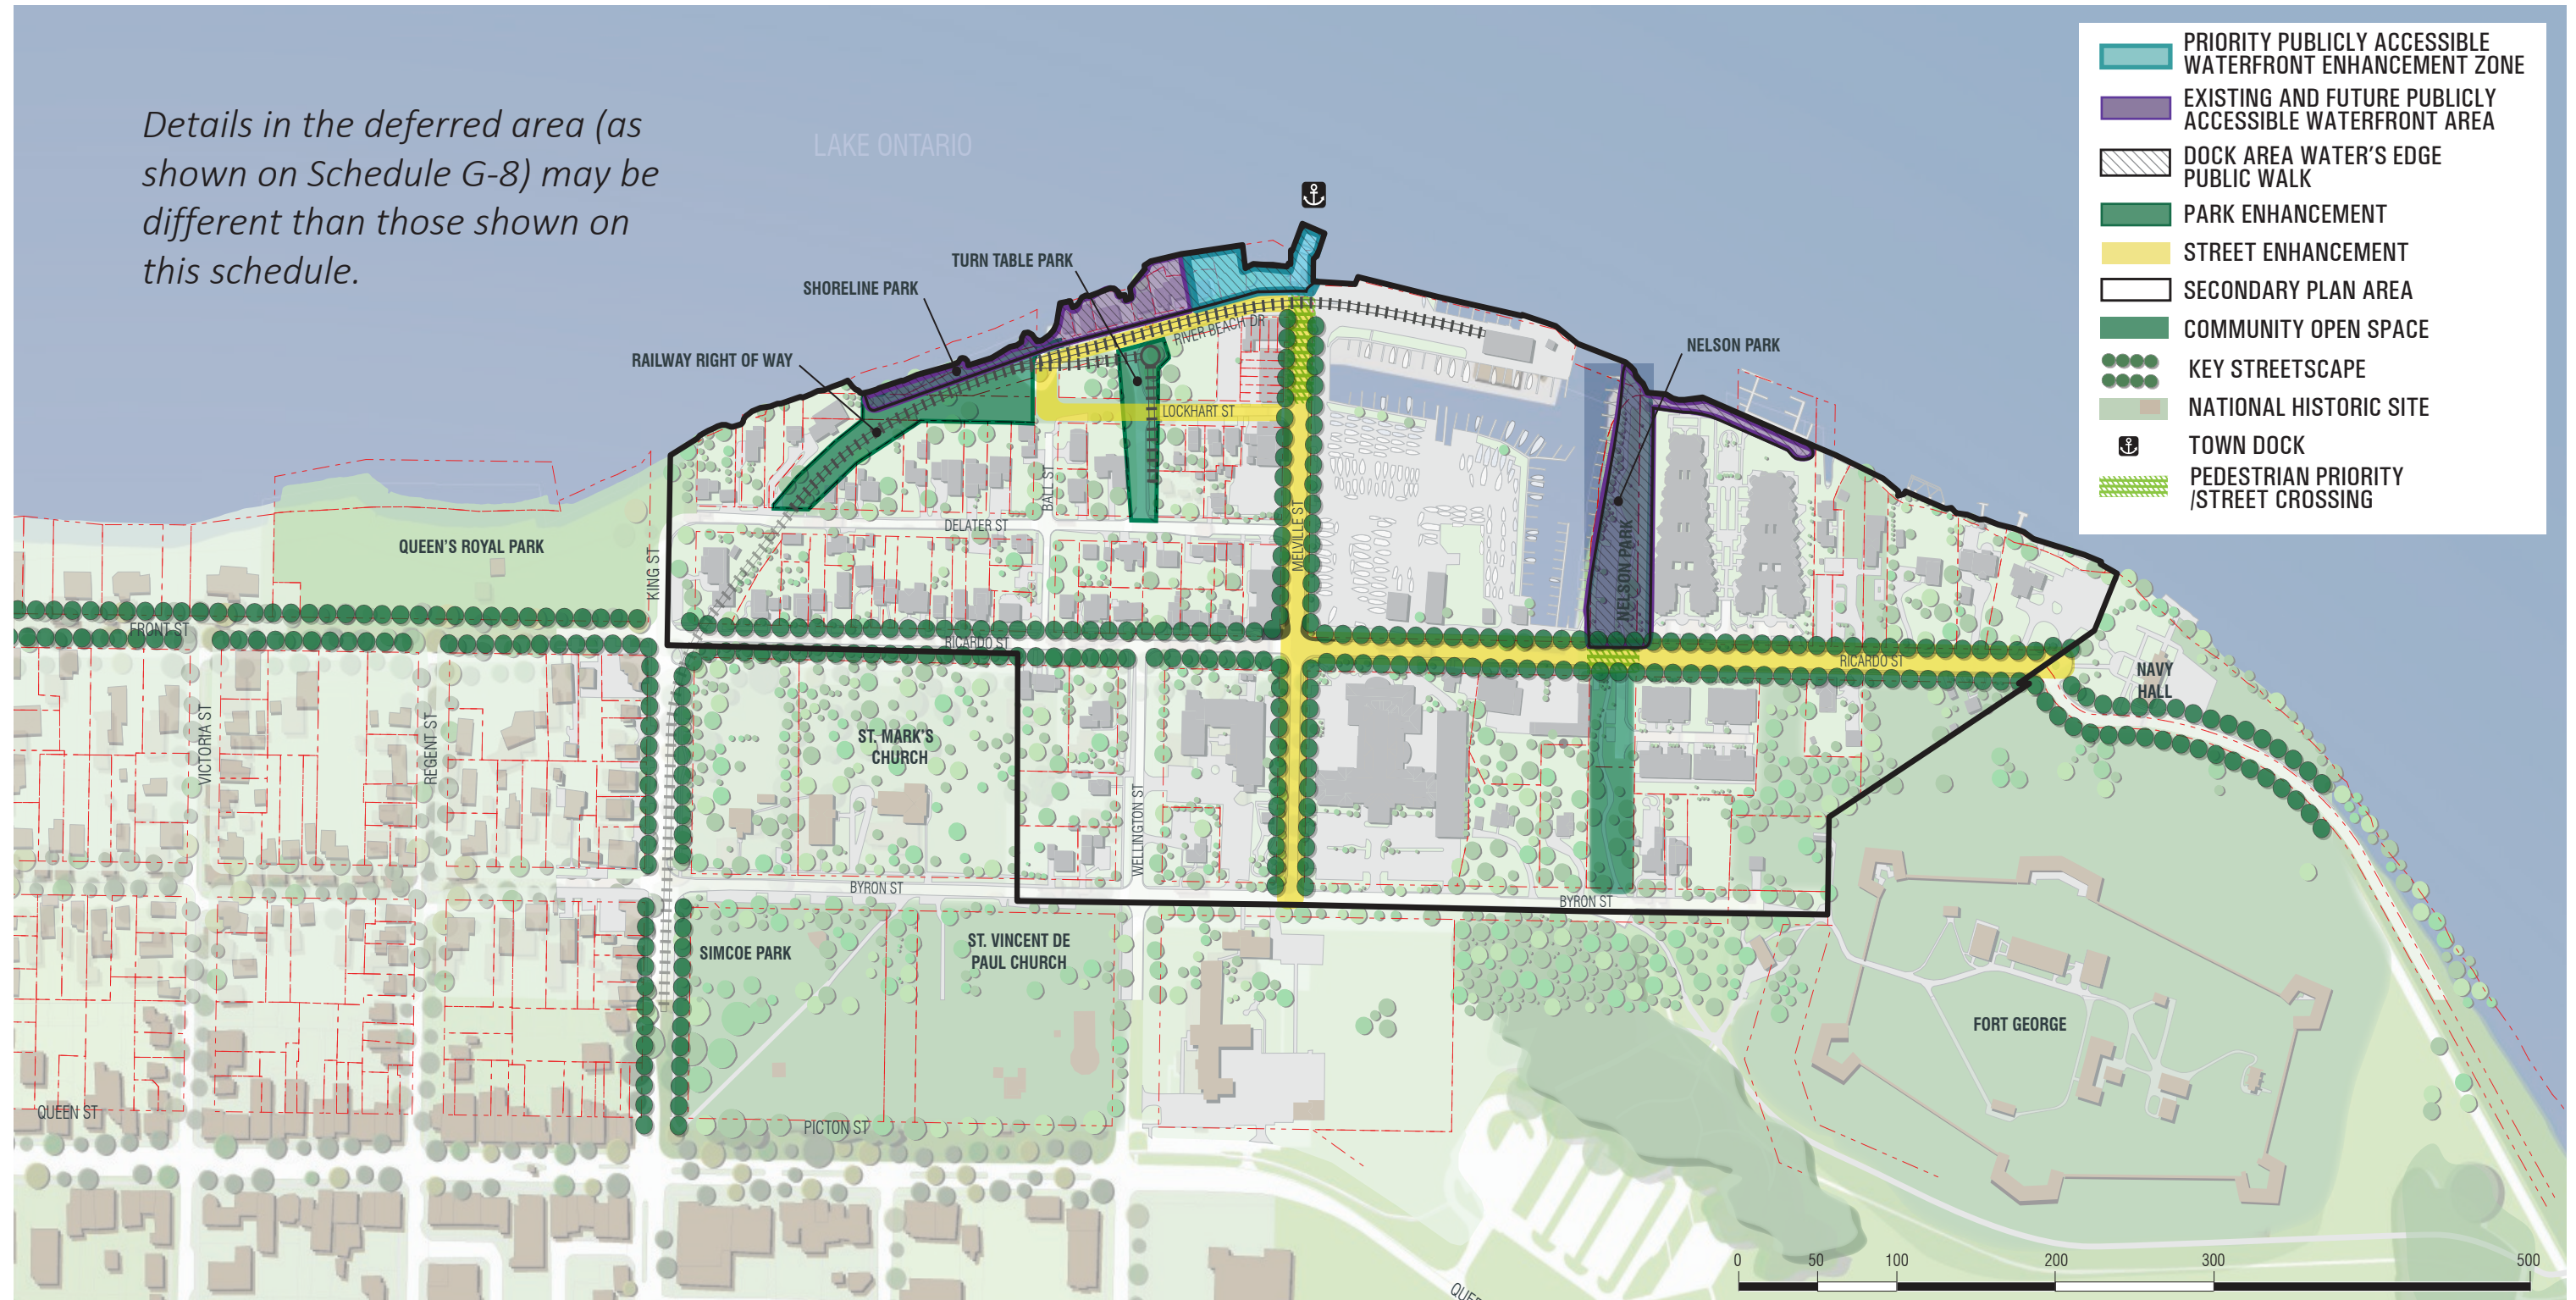 Details in the deferred area (as
shown on Schedule G-8) may be
different than those shown on
this schedule.
LAKE ONTARIO
PRIORITY PUBLICLY ACCESSIBLE
WATERFRONT ENHANCEMENT ZONE
EXISTING AND FUTURE PUBLICLY
ACCESSIBLE WATERFRONT AREA
DOCK AREA WATER'S EDGE
PUBLIC WALK
PARK ENHANCEMENT
STREET ENHANCEMENT
SECONDARY PLAN AREA
COMMUNITY OPEN SPACE
KEY STREETSCAPE
NATIONAL HISTORIC SITE
TOWN DOCK
PEDESTRIAN PRIORITY
/STREET CROSSING
TURN TABLE PARK
SHORELINE PARK
RAILWAY RIGHT OF WAY
RIVER BEACH DR
NELSON PARK
LOCKHART ST
BALL ST
DELATER ST
MELVILLE ST
NELSON PARK
QUEEN'S ROYAL PARK
KING ST
FRONT ST
RICARDO ST
RICARDO ST
NAVY
HALL
VICTORIA ST
REGENT ST
ST. MARK'S
CHURCH
WELLINGTON ST
BYRON ST
BYRON ST
SIMCOE PARK
ST. VINCENT DE
PAUL CHURCH
FORT GEORGE
QUEEN ST
PICTON ST
0
50
100
200
300
500